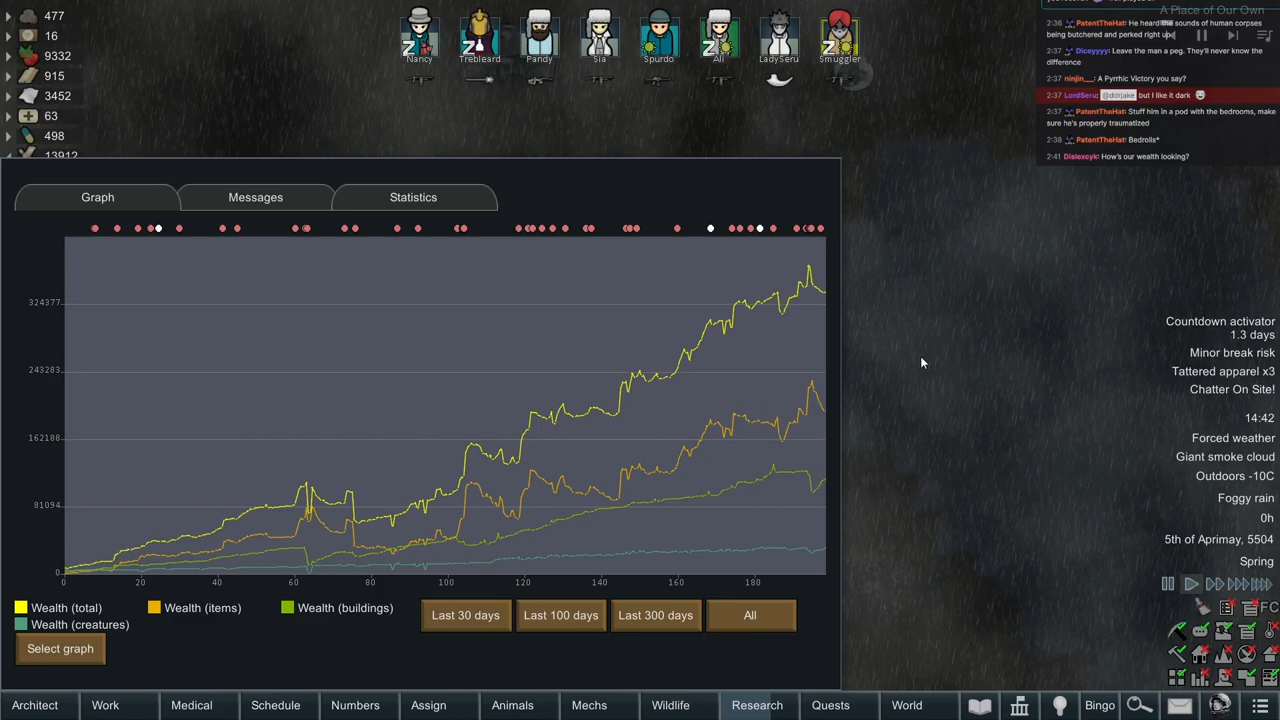 477
16
9332
915
3452
63
498
13912
Nancy
Trebleard
Pandy
Sia
Spurdo
Ali
LadySeru
Smuggler
Z
Z
Z
A Place of Our Own
2:36 PatentTheHat: He heard the sounds of human corpses
being butchered and perked right up
2:37 Diceyyyy: Leave the man a peg. They'll never know the
difference
2:37 ninjin__: A Pyrrhic Victory you say?
2:37 LordSeru: @dorjake but I like it dark
2:37 PatentTheHat: Stuff him in a pod with the bedrooms, make
sure he's properly traumatized
2:38 PatentTheHat: Bedrolls*
2:41 Dislexcyk: How's our wealth looking?
Graph
Messages
Statistics
324377
243283
162188
81094
0
0
20
40
60
80
100
120
140
160
180
Wealth (total)
Wealth (items)
Wealth (buildings)
Wealth (creatures)
Last 30 days
Last 100 days
Last 300 days
All
Select graph
Countdown activator
1.3 days
Minor break risk
Tattered apparel x3
Chatter On Site!
14:42
Forced weather
Giant smoke cloud
Outdoors -10C
Foggy rain
0h
5th of Aprimay, 5504
Spring
FC
Architect
Work
Medical
Schedule
Numbers
Assign
Animals
Mechs
Wildlife
Research
Quests
World
Bingo